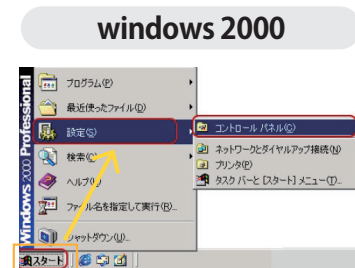 windows 2000
Windows 2000 Professional
プログラム(P)
最近使ったファイル(D)
設定(S)
検索(C)
ヘルプ(H)
ファイル名を指定して実行(R)...
シャットダウン(U)...
コントロール パネル(C)
ネットワークとダイヤルアップ接続(N)
プリンタ(P)
タスク バーと [スタート] メニュー(T)...
スタート